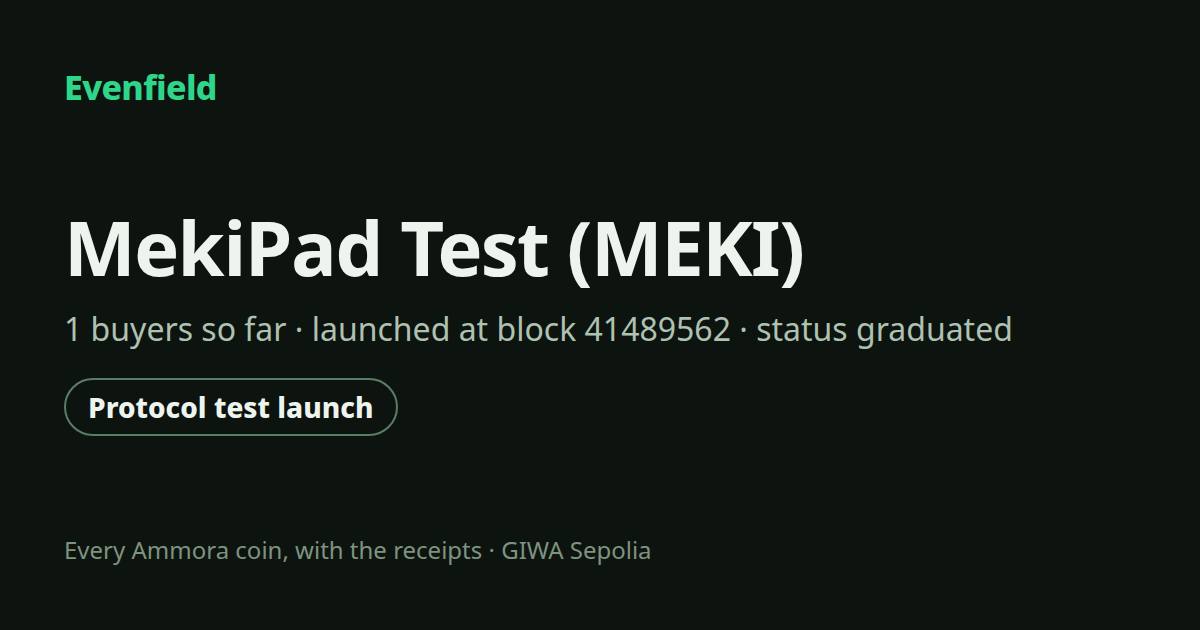 Evenfield
MekiPad Test (MEKI)
1 buyers so far · launched at block 41489562 · status graduated
Protocol test launch
Every Ammora coin, with the receipts · GIWA Sepolia